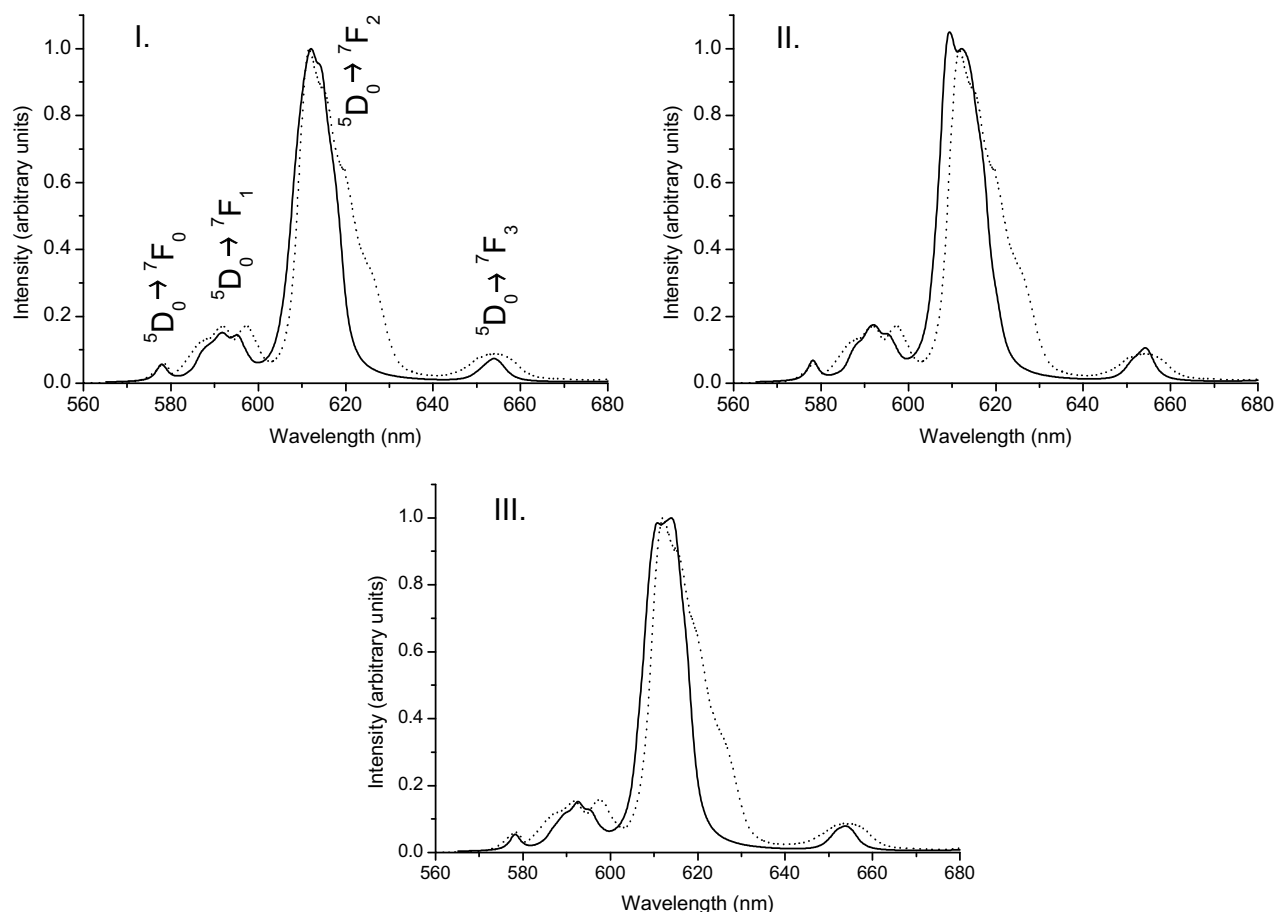 I.
⁵D₀→⁷F₀
⁵D₀→⁷F₁
⁵D₀→⁷F₂
⁵D₀→⁷F₃
Intensity (arbitrary units)
1.0
0.8
0.6
0.4
0.2
0.0
560 580 600 620 640 660 680
Wavelength (nm)
II.
Intensity (arbitrary units)
1.0
0.8
0.6
0.4
0.2
0.0
560 580 600 620 640 660 680
Wavelength (nm)
III.
Intensity (arbitrary units)
1.0
0.8
0.6
0.4
0.2
0.0
560 580 600 620 640 660 680
Wavelength (nm)